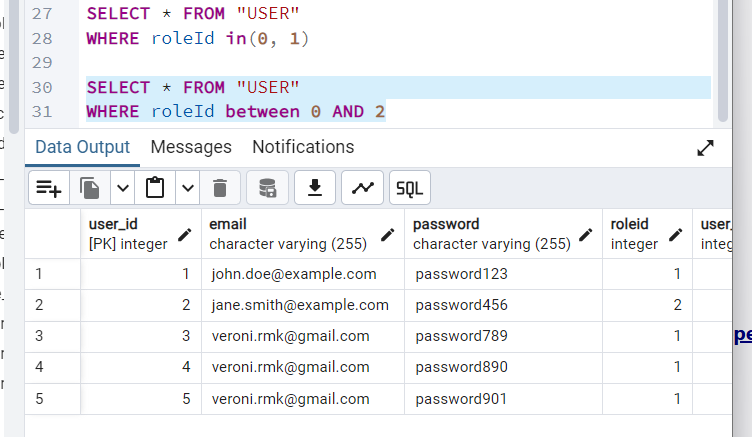 27 SELECT * FROM "USER"
28 WHERE roleId in(0, 1)
29
30 SELECT * FROM "USER"
31 WHERE roleId between 0 AND 2
Data Output Messages Notifications
SQL
user_id email password roleid user_
[PK] integer character varying (255) character varying (255) integer integ
1 1 john.doe@example.com password123 1
2 2 jane.smith@example.com password456 2
3 3 veroni.rmk@gmail.com password789 1
4 4 veroni.rmk@gmail.com password890 1
5 5 veroni.rmk@gmail.com password901 1